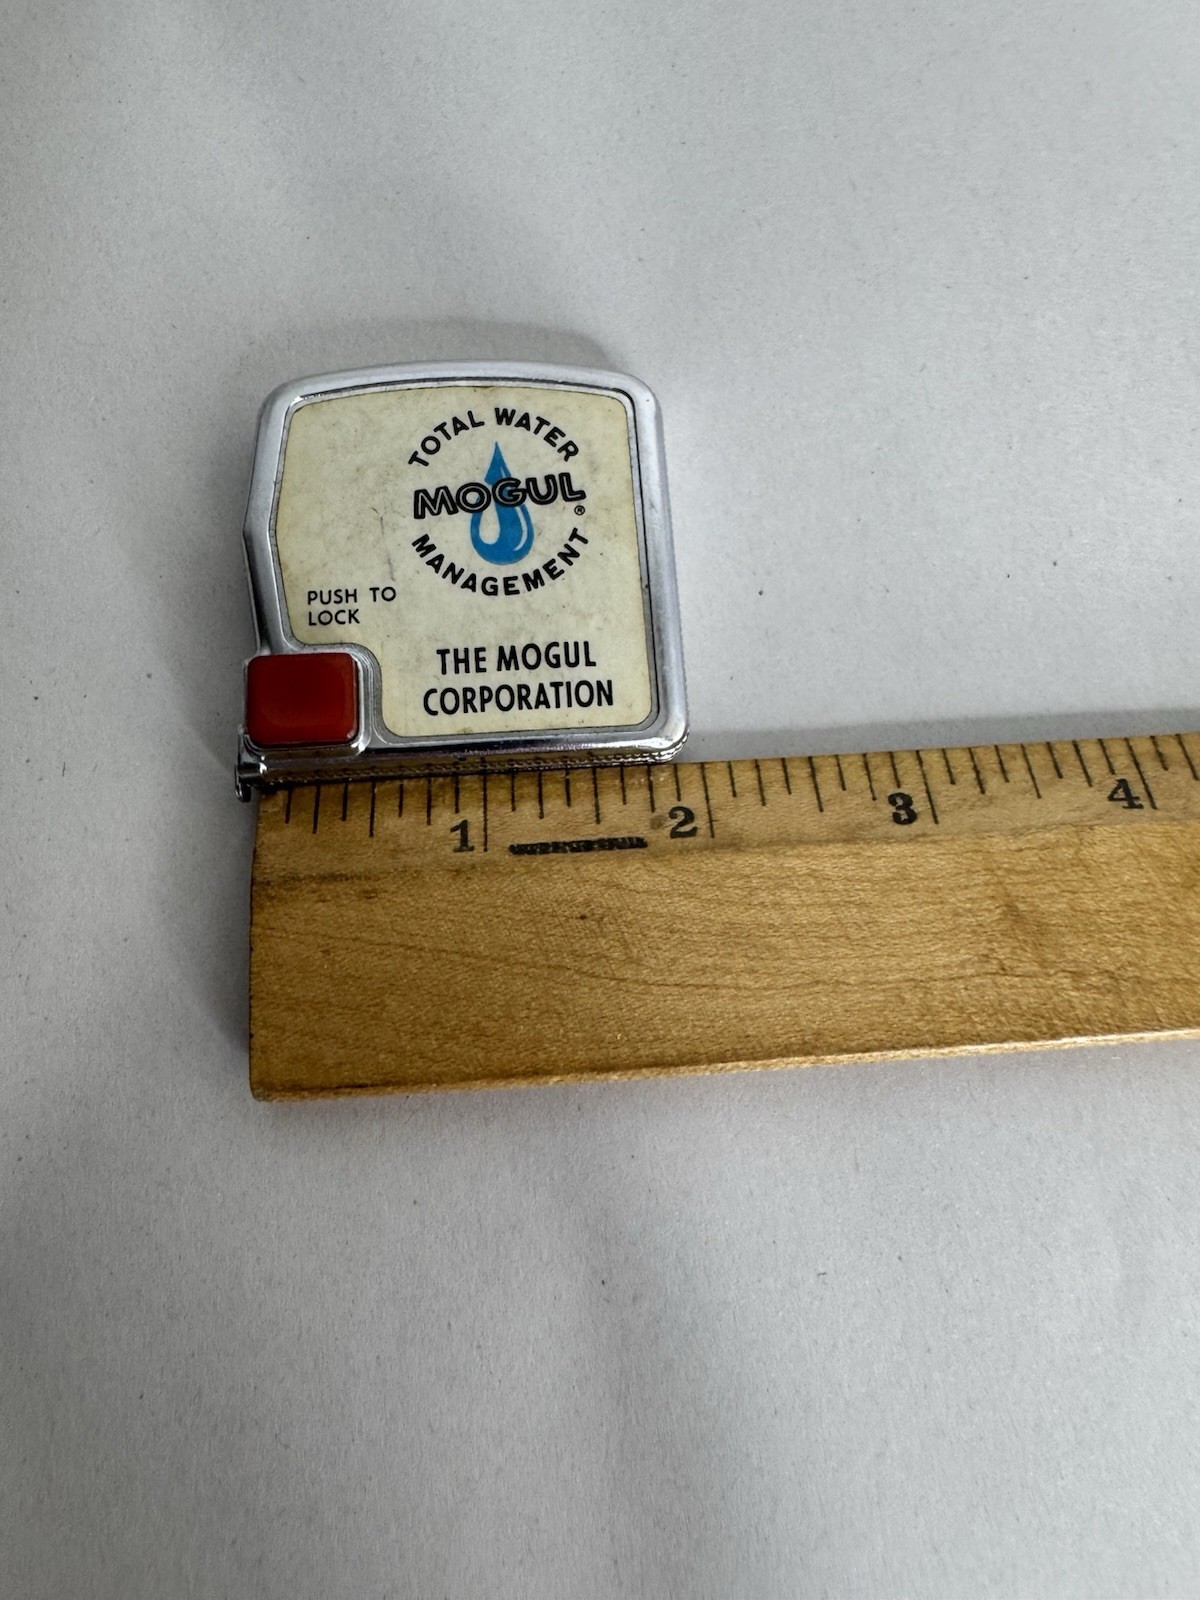 TOTAL WATER
MOGUL®
MANAGEMENT
PUSH TO
LOCK
THE MOGUL
CORPORATION
1 2 3 4